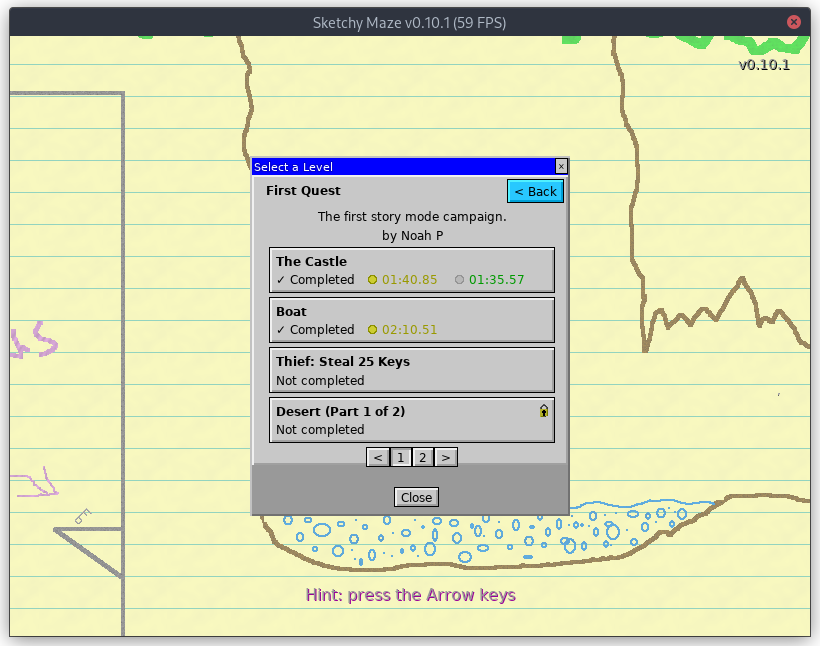 Sketchy Maze v0.10.1 (59 FPS)
v0.10.1
Select a Level
First Quest
< Back
The first story mode campaign.
by Noah P
The Castle
✓ Completed 01:40.85 01:35.57
Boat
✓ Completed 02:10.51
Thief: Steal 25 Keys
Not completed
Desert (Part 1 of 2)
Not completed
< 1 2 >
Close
Hint: press the Arrow keys